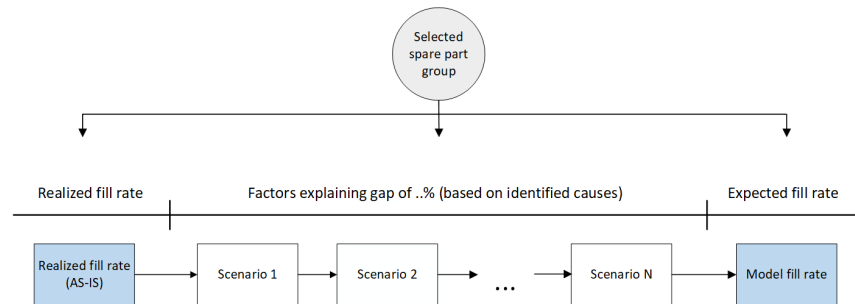 Selected
spare part
group
Realized fill rate
Factors explaining gap of ..% (based on identified causes)
Expected fill rate
Realized fill rate
(AS-IS)
Scenario 1
Scenario 2
...
Scenario N
Model fill rate